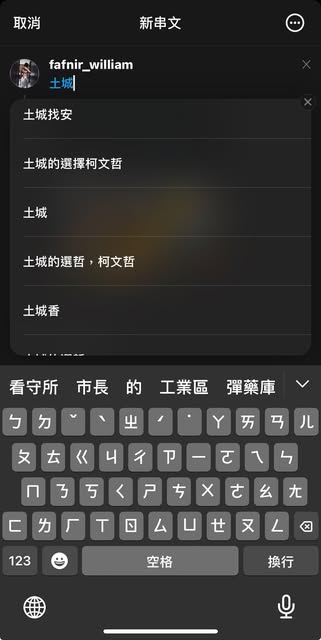 取消 新串文
fafnir_william
土城
土城找安
土城的選擇柯文哲
土城
土城的選哲，柯文哲
土城香
看守所 市長 的 工業區 彈藥庫
ㄅ ㄉ ˇ ˋ ㄓ ˊ ˙ ㄚ ㄞ ㄢ ㄦ
ㄆ ㄊ ㄍ ㄐ ㄔ ㄗ ㄧ ㄛ ㄟ ㄣ
ㄇ ㄋ ㄎ ㄑ ㄕ ㄘ ㄨ ㄜ ㄠ ㄤ
ㄈ ㄌ ㄏ ㄒ ㄖ ㄙ ㄩ ㄝ ㄡ ㄥ
123 空格 換行